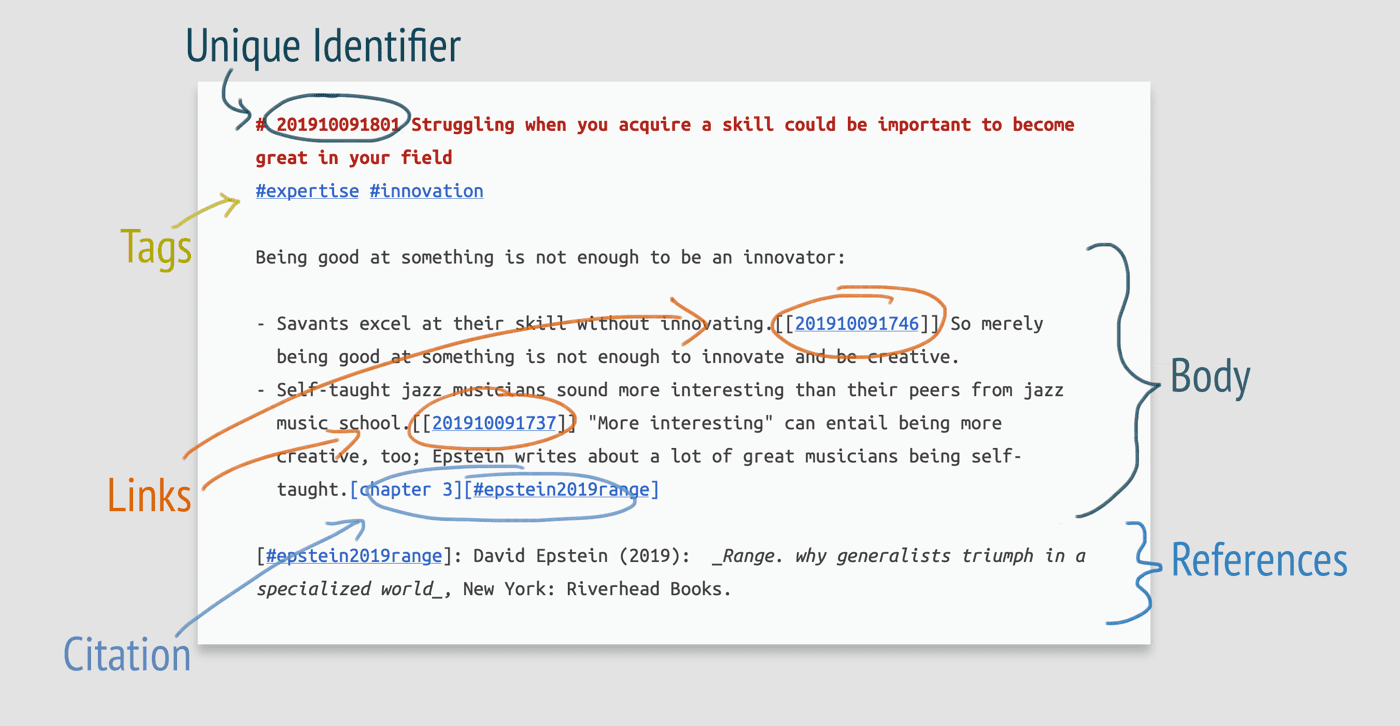 Unique Identifier
# 201910091801 Struggling when you acquire a skill could be important to become
great in your field
#expertise #innovation
Tags
Being good at something is not enough to be an innovator:
- Savants excel at their skill without innovating.[[201910091746]] So merely
being good at something is not enough to innovate and be creative.
- Self-taught jazz musicians sound more interesting than their peers from jazz
music school.[[201910091737]] "More interesting" can entail being more
creative, too; Epstein writes about a lot of great musicians being self-
taught.[chapter 3][#epstein2019range]
Body
Links
[#epstein2019range]: David Epstein (2019):  _Range. why generalists triumph in a
specialized world_, New York: Riverhead Books.
References
Citation